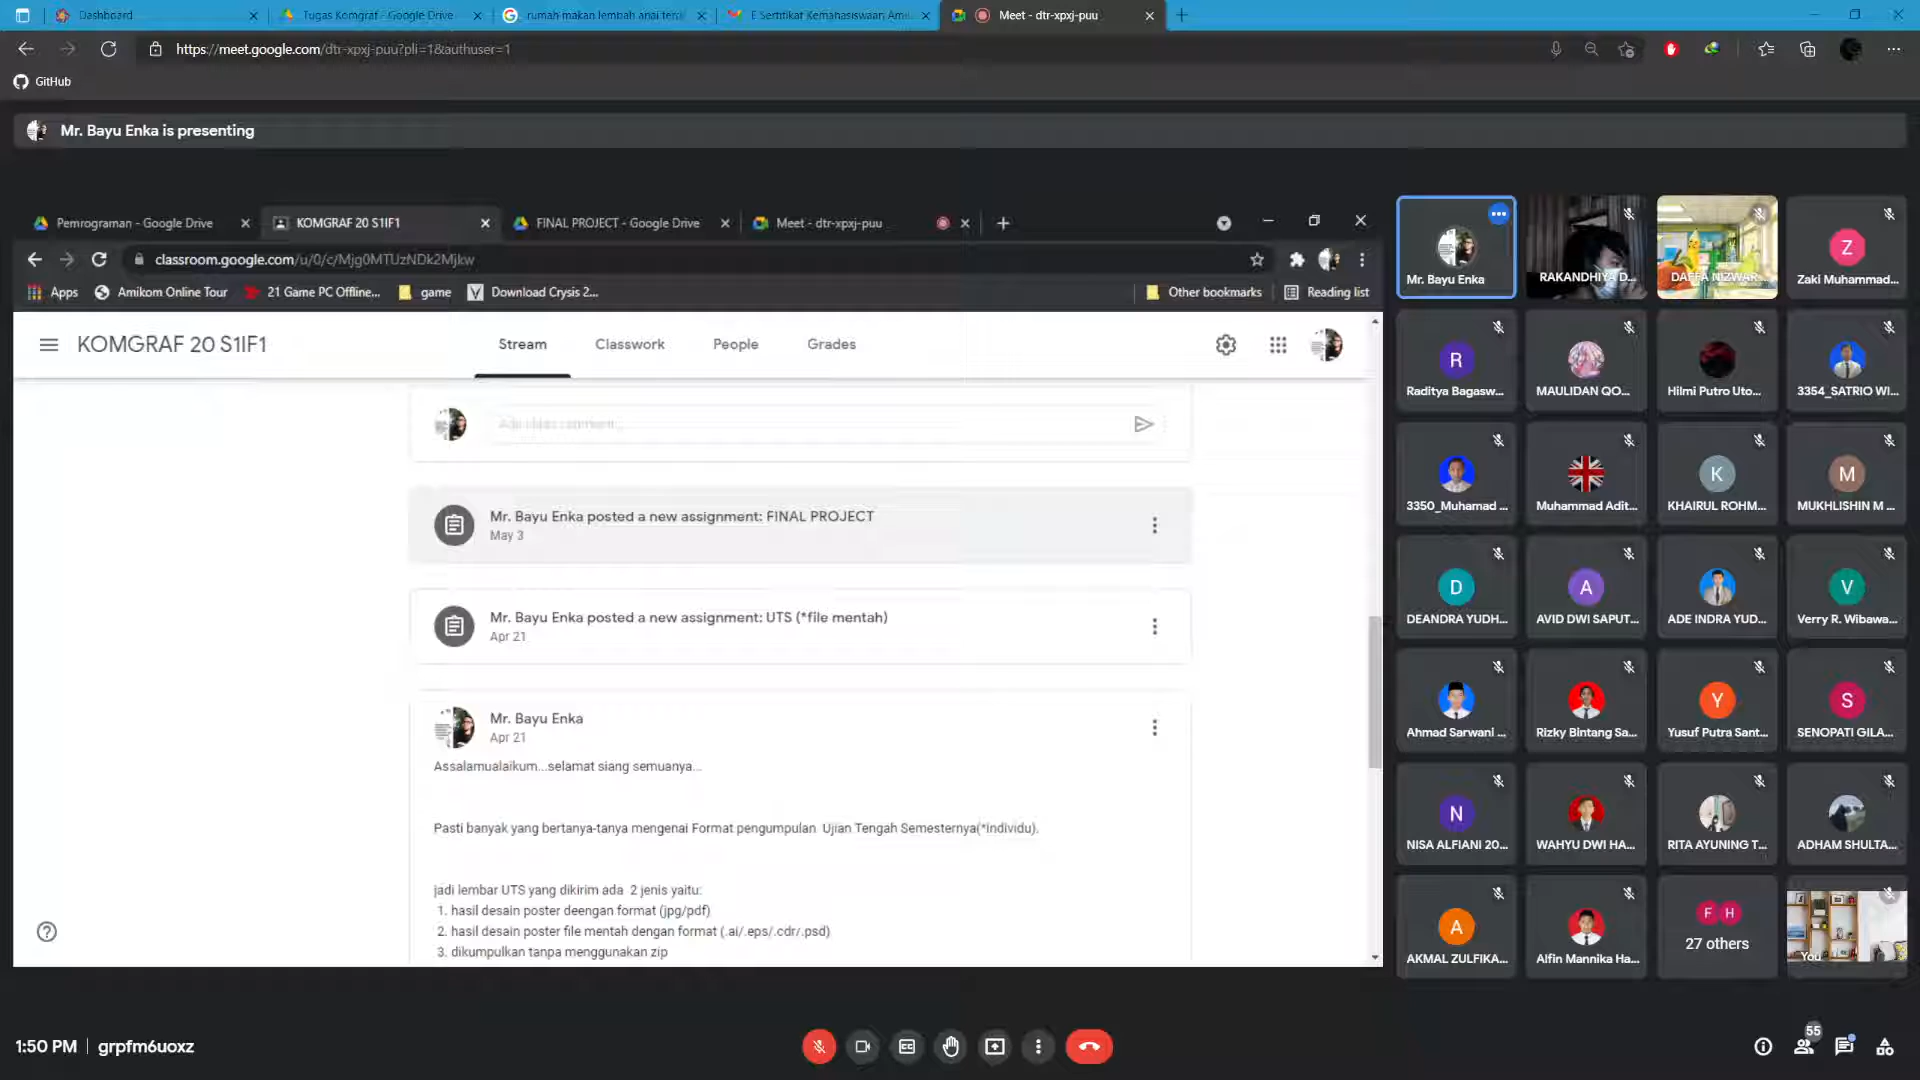 Dashboard
Tugas Komgraf - Google Drive
rumah makan lembah anai terd
E Sertifikat Kemahasiswaan Ami
Meet - dtr-xpxj-puu
https://meet.google.com/dtr-xpxj-puu?pli=1&authuser=1
GitHub
Mr. Bayu Enka is presenting
Pemrograman - Google Drive
KOMGRAF 20 S1IF1
FINAL PROJECT - Google Drive
Meet - dtr-xpxj-puu
classroom.google.com/u/0/c/Mjg0MTUzNDk2Mjkw
Apps
Amikom Online Tour
21 Game PC Offline...
game
Download Crysis 2...
Other bookmarks
Reading list
KOMGRAF 20 S1IF1
Stream
Classwork
People
Grades
Add class comment...
Mr. Bayu Enka posted a new assignment: FINAL PROJECT
May 3
Mr. Bayu Enka posted a new assignment: UTS (*file mentah)
Apr 21
Mr. Bayu Enka
Apr 21
Assalamualaikum...selamat siang semuanya...
Pasti banyak yang bertanya-tanya mengenai Format pengumpulan Ujian Tengah Semesternya(*individu).
jadi lembar UTS yang dikirim ada 2 jenis yaitu:
1. hasil desain poster deengan format (jpg/pdf)
2. hasil desain poster file mentah dengan format (.ai/.eps/.cdr/.psd)
3. dikumpulkan tanpa menggunakan zip
Mr. Bayu Enka
RAKANDHIYA D...
DAFFA NIZWAR...
Z
Zaki Muhammad...
R
Raditya Bagasw...
MAULIDAN QO...
Hilmi Putro Uto...
3354_SATRIO WI...
3350_Muhamad ...
Muhammad Adit...
K
KHAIRUL ROHM...
M
MUKHLISHIN M ...
D
DEANDRA YUDH...
A
AVID DWI SAPUT...
ADE INDRA YUD...
V
Verry R. Wibawa...
Ahmad Sarwani ...
Rizky Bintang Sa...
Y
Yusuf Putra Sant...
S
SENOPATI GILA...
N
NISA ALFIANI 20...
WAHYU DWI HA...
RITA AYUNING T...
ADHAM SHULTA...
A
AKMAL ZULFIKA...
Alfin Mannika Ha...
F H
27 others
You
1:50 PM | grpfm6uoxz
55